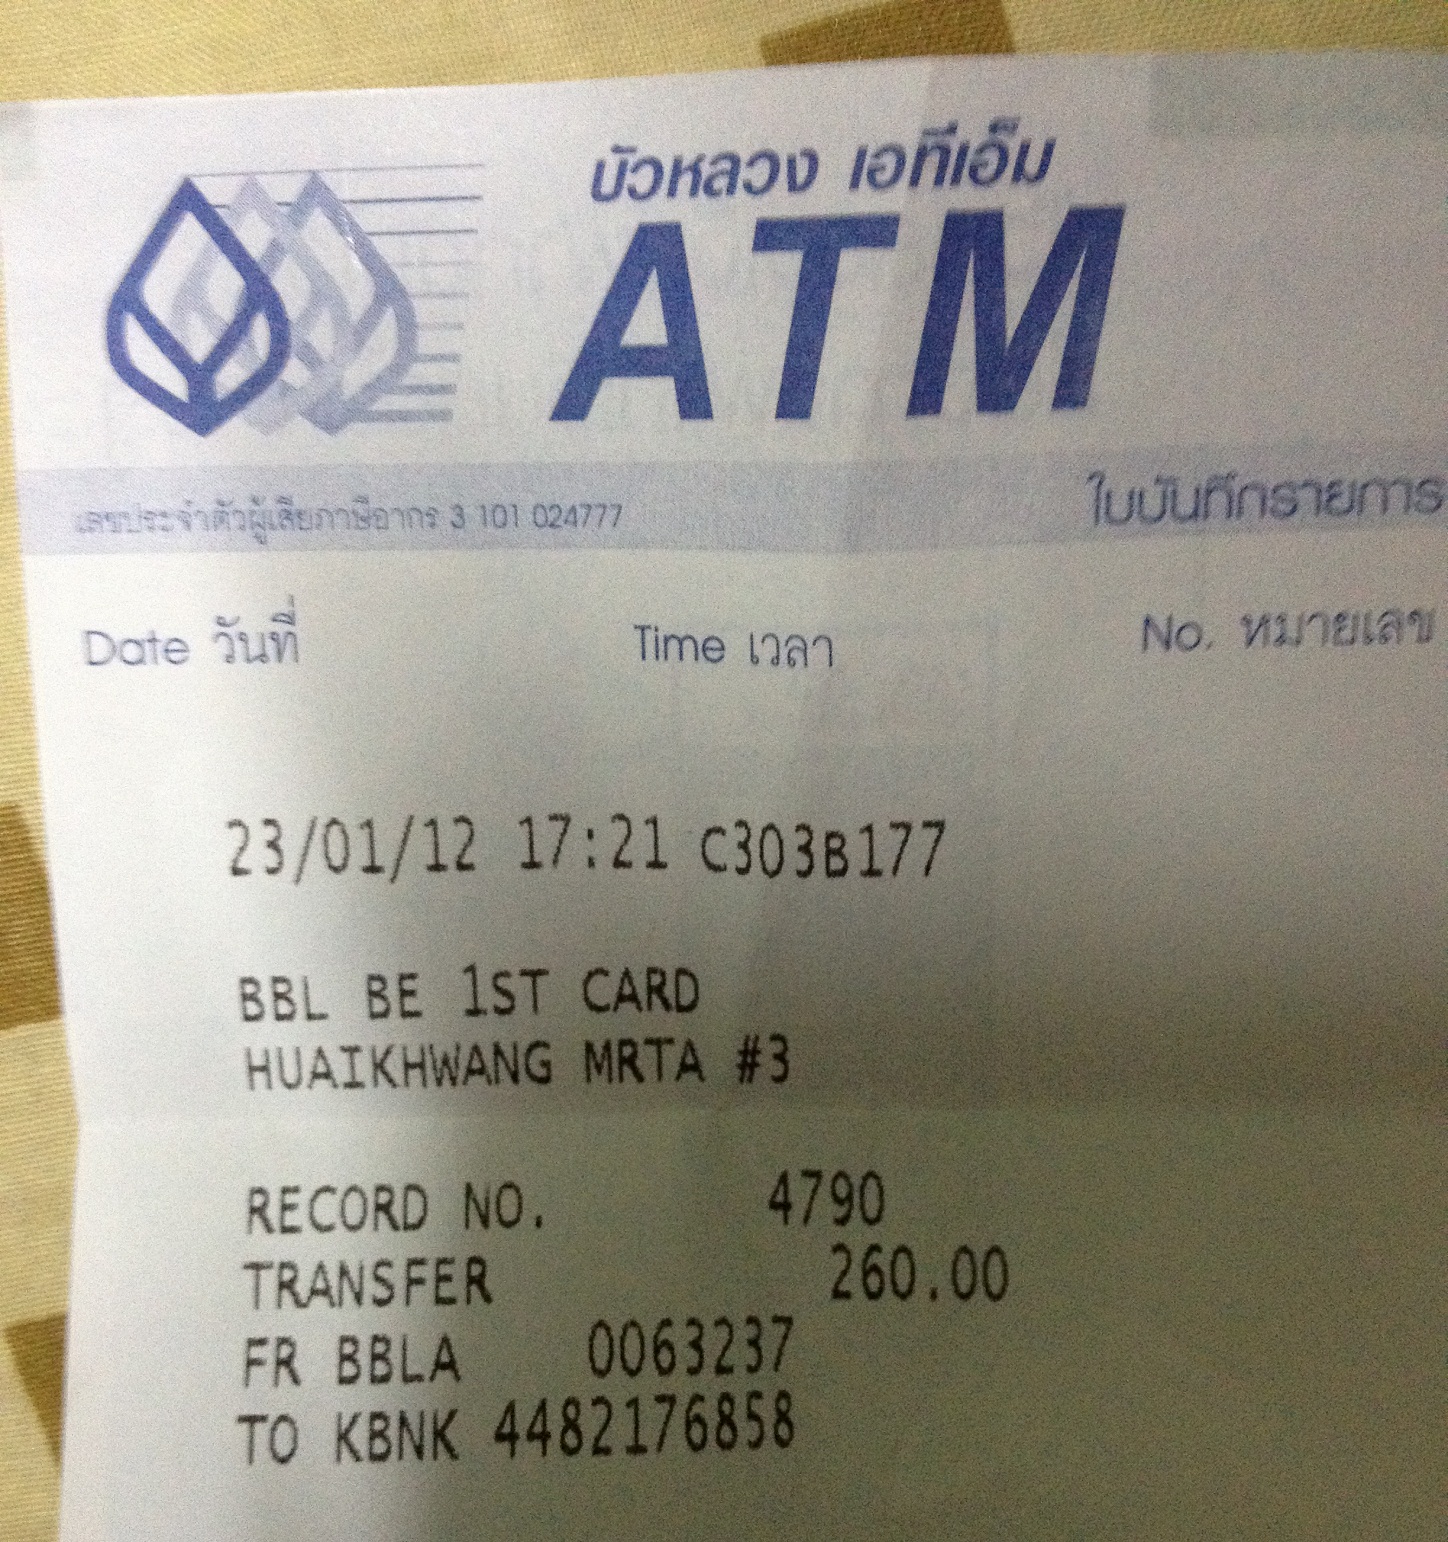 บัวหลวง เอทีเอ็ม
ATM
เลขประจำตัวผู้เสียภาษีอากร 3 101 024777
ใบบันทึกรายการ
Date วันที่ Time เวลา No. หมายเลข
23/01/12 17:21 C303B177
BBL BE 1ST CARD
HUAIKHWANG MRTA #3
RECORD NO. 4790
TRANSFER 260.00
FR BBLA 0063237
TO KBNK 4482176858